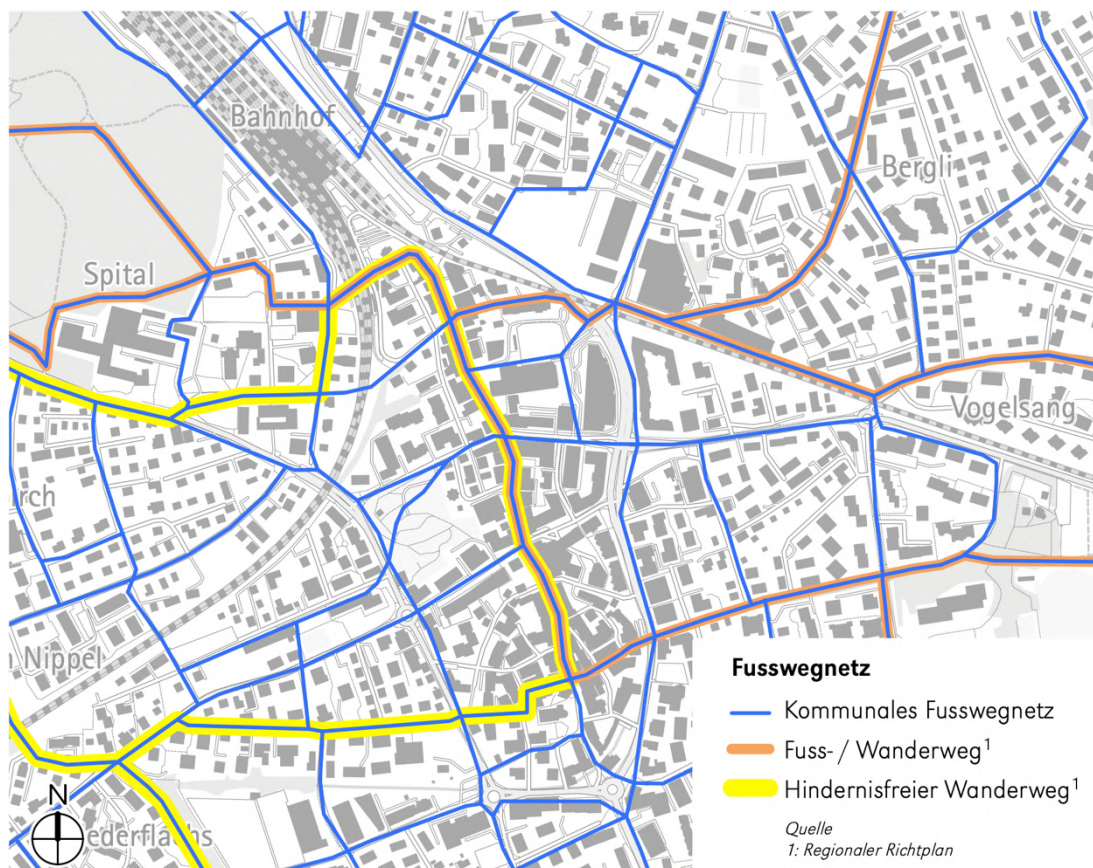 Bahnhof
Bergli
Spital
Vogelsang
rch
n Nippel
N
ederflachs
Fusswegnetz
Kommunales Fusswegnetz
Fuss- / Wanderweg¹
Hindernisfreier Wanderweg¹
Quelle
1: Regionaler Richtplan